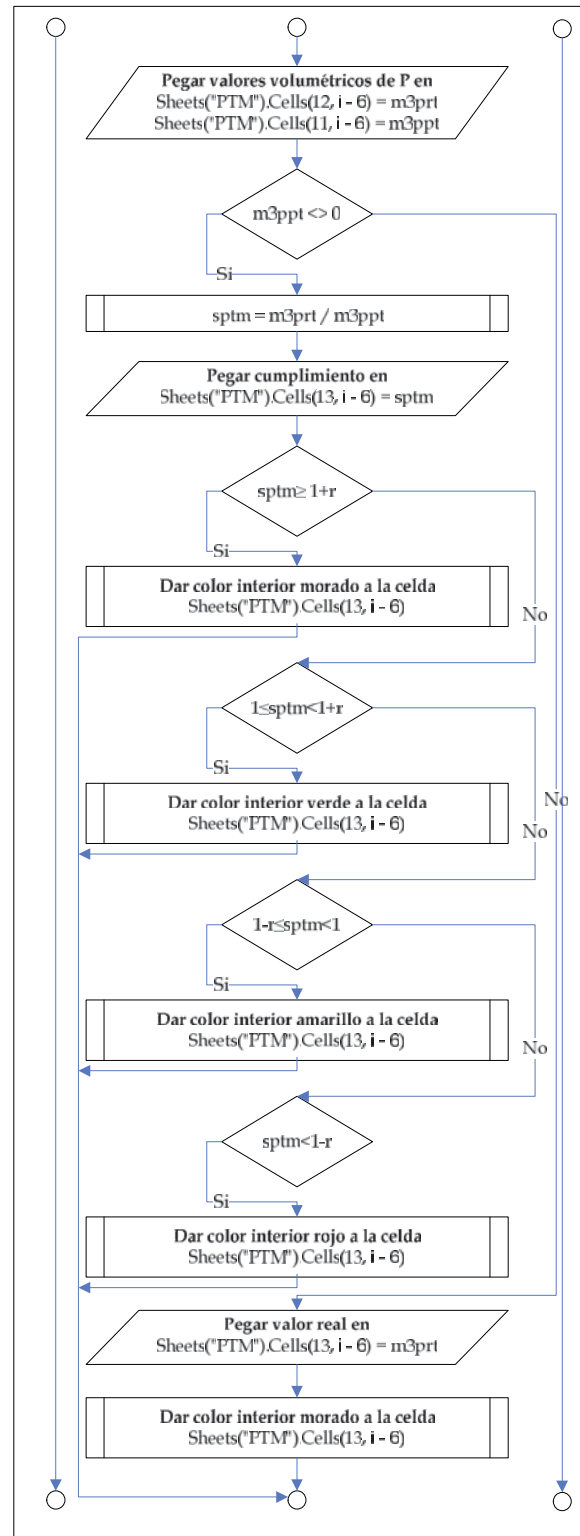 Pegar valores volumétricos de P en
Sheets("PTM").Cells(12, i - 6) = m3prt
Sheets("PTM").Cells(11, i - 6) = m3ppt
m3ppt <> 0
Si
sptm = m3prt / m3ppt
Pegar cumplimiento en
Sheets("PTM").Cells(13, i - 6) = sptm
sptm≥ 1+r
Si
Dar color interior morado a la celda
Sheets("PTM").Cells(13, i - 6)
No
1≤sptm<1+r
Si
Dar color interior verde a la celda
Sheets("PTM").Cells(13, i - 6)
No
No
1-r≤sptm<1
Si
Dar color interior amarillo a la celda
Sheets("PTM").Cells(13, i - 6)
No
sptm<1-r
Si
Dar color interior rojo a la celda
Sheets("PTM").Cells(13, i - 6)
Pegar valor real en
Sheets("PTM").Cells(13, i - 6) = m3prt
Dar color interior morado a la celda
Sheets("PTM").Cells(13, i - 6)